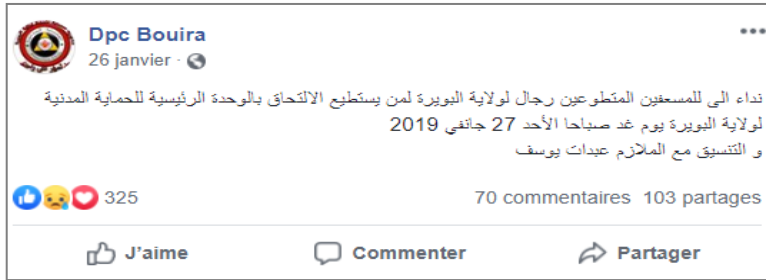 Dpc Bouira
26 janvier ·
نداء الى للمسعفين المتطوعين رجال لولاية البويرة لمن يستطيع الالتحاق بالوحدة الرئيسية للحماية المدنية
لولاية البويرة يوم غد صباحا الأحد 27 جانفي 2019
و التنسيق مع الملازم عبدات يوسف
325
70 commentaires 103 partages
J'aime Commenter Partager